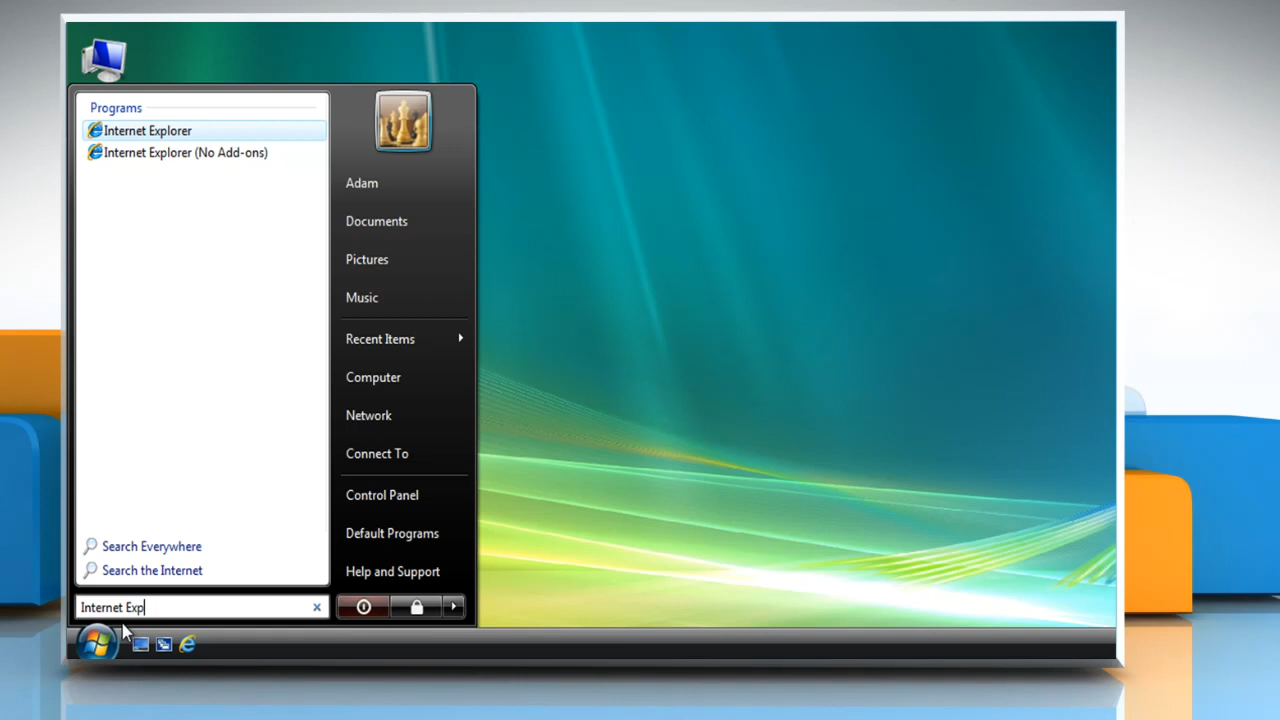 Programs
Internet Explorer
Internet Explorer (No Add-ons)
Search Everywhere
Search the Internet
Internet Exp
Adam
Documents
Pictures
Music
Recent Items
Computer
Network
Connect To
Control Panel
Default Programs
Help and Support